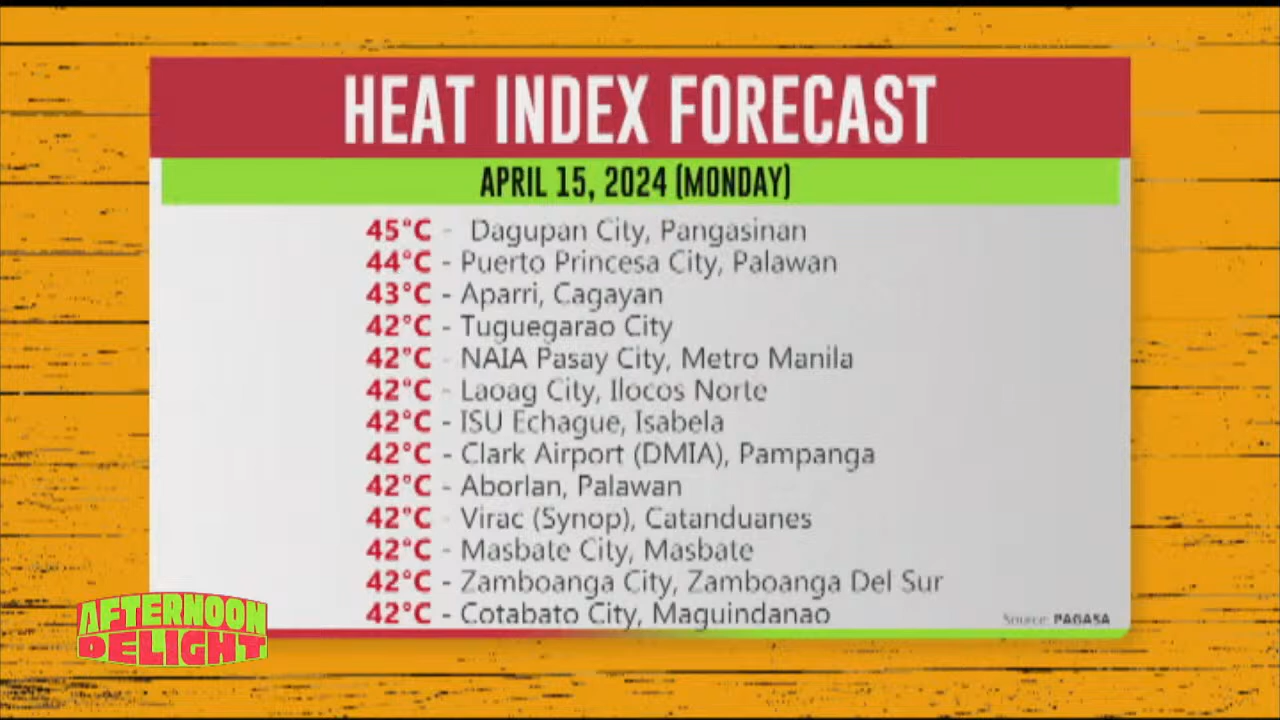 HEAT INDEX FORECAST
APRIL 15, 2024 (MONDAY)
45°C - Dagupan City, Pangasinan
44°C - Puerto Princesa City, Palawan
43°C - Aparri, Cagayan
42°C - Tuguegarao City
42°C - NAIA Pasay City, Metro Manila
42°C - Laoag City, Ilocos Norte
42°C - ISU Echague, Isabela
42°C - Clark Airport (DMIA), Pampanga
42°C - Aborlan, Palawan
42°C - Virac (Synop), Catanduanes
42°C - Masbate City, Masbate
42°C - Zamboanga City, Zamboanga Del Sur
42°C - Cotabato City, Maguindanao
Source: PAGASA
AFTERNOON
DELIGHT